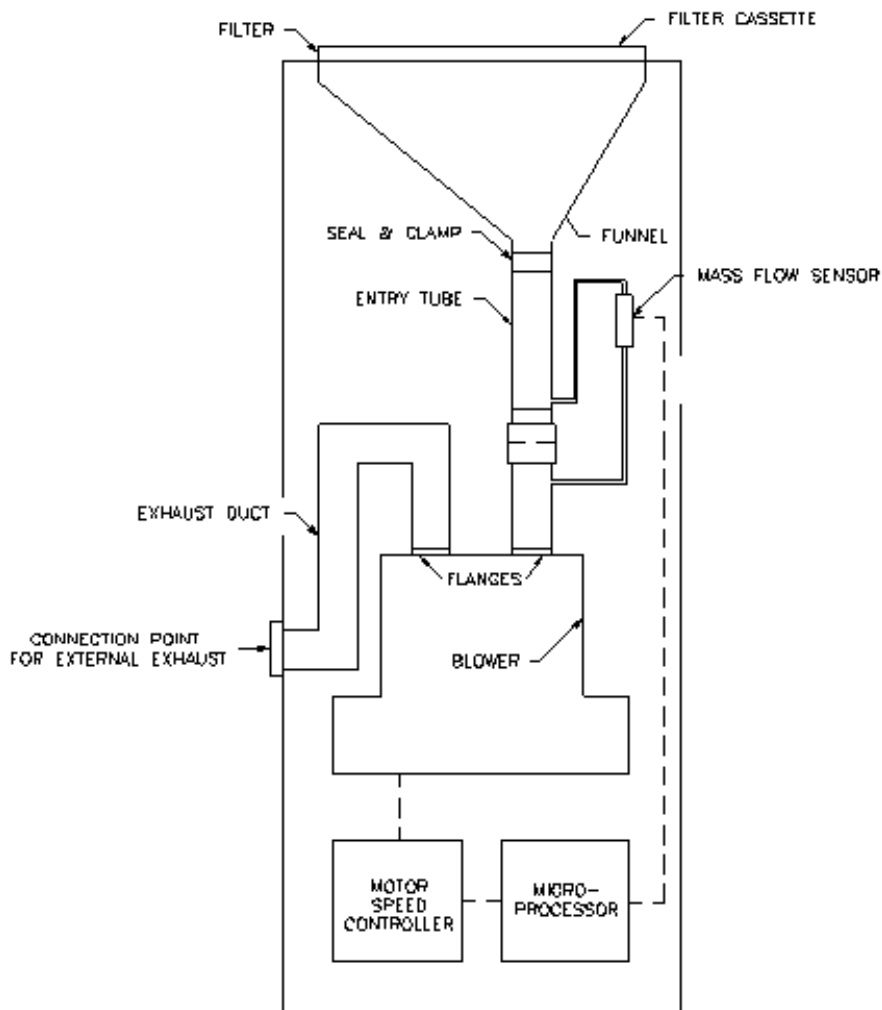 FILTER CASSETTE
FILTER
SEAL & CLAMP
FUNNEL
MASS FLOW SENSOR
ENTRY TUBE
EXHAUST DUCT
FLANGES
CONNECTION POINT
FOR EXTERNAL EXHAUST
BLOWER
MOTOR
SPEED
CONTROLLER
MICRO-
PROCESSOR